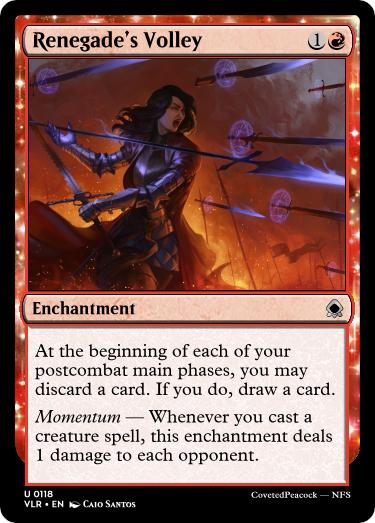 Renegade's Volley 1
Enchantment
At the beginning of each of your
postcombat main phases, you may
discard a card. If you do, draw a card.
Momentum — Whenever you cast a
creature spell, this enchantment deals
1 damage to each opponent.
U 0118
VLR • EN Caio Santos
CovetedPeacock — NFS